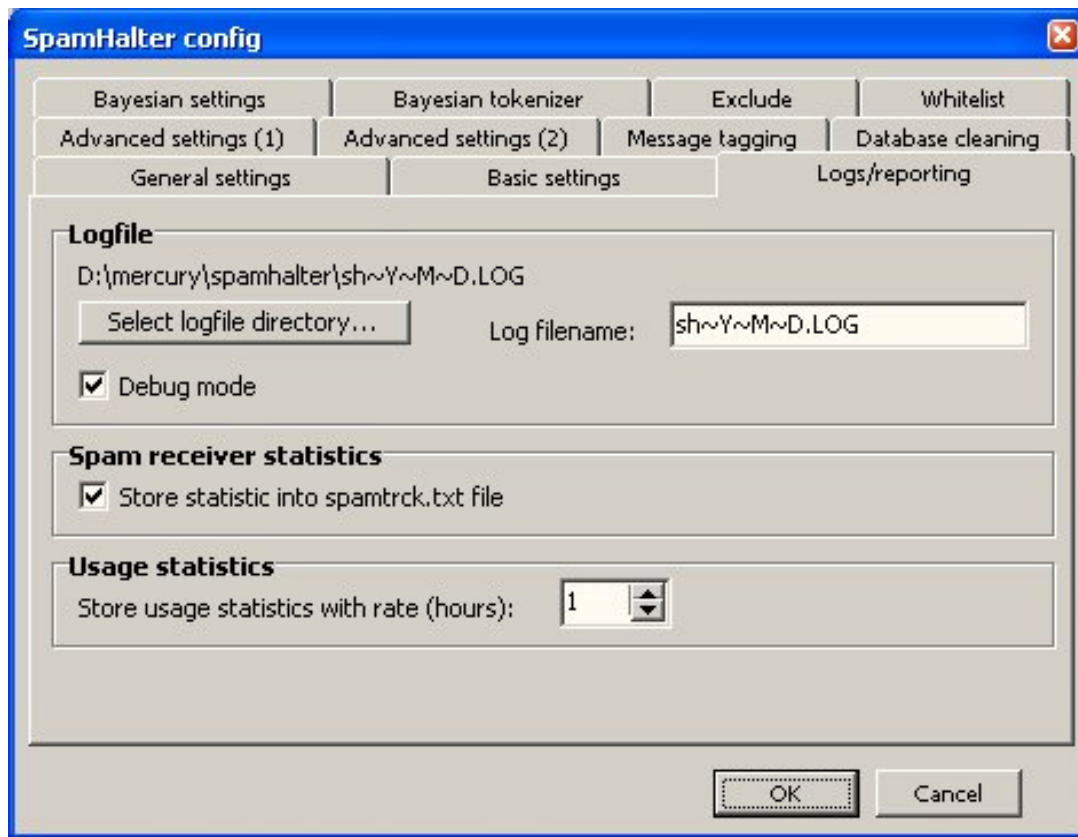 SpamHalter config
Bayesian settings Bayesian tokenizer Exclude Whitelist
Advanced settings (1) Advanced settings (2) Message tagging Database cleaning
General settings Basic settings Logs/reporting
Logfile
D:\mercury\spamhalter\sh~Y~M~D.LOG
Select logfile directory... Log filename: sh~Y~M~D.LOG
Debug mode
Spam receiver statistics
Store statistic into spamtrck.txt file
Usage statistics
Store usage statistics with rate (hours): 1
OK Cancel